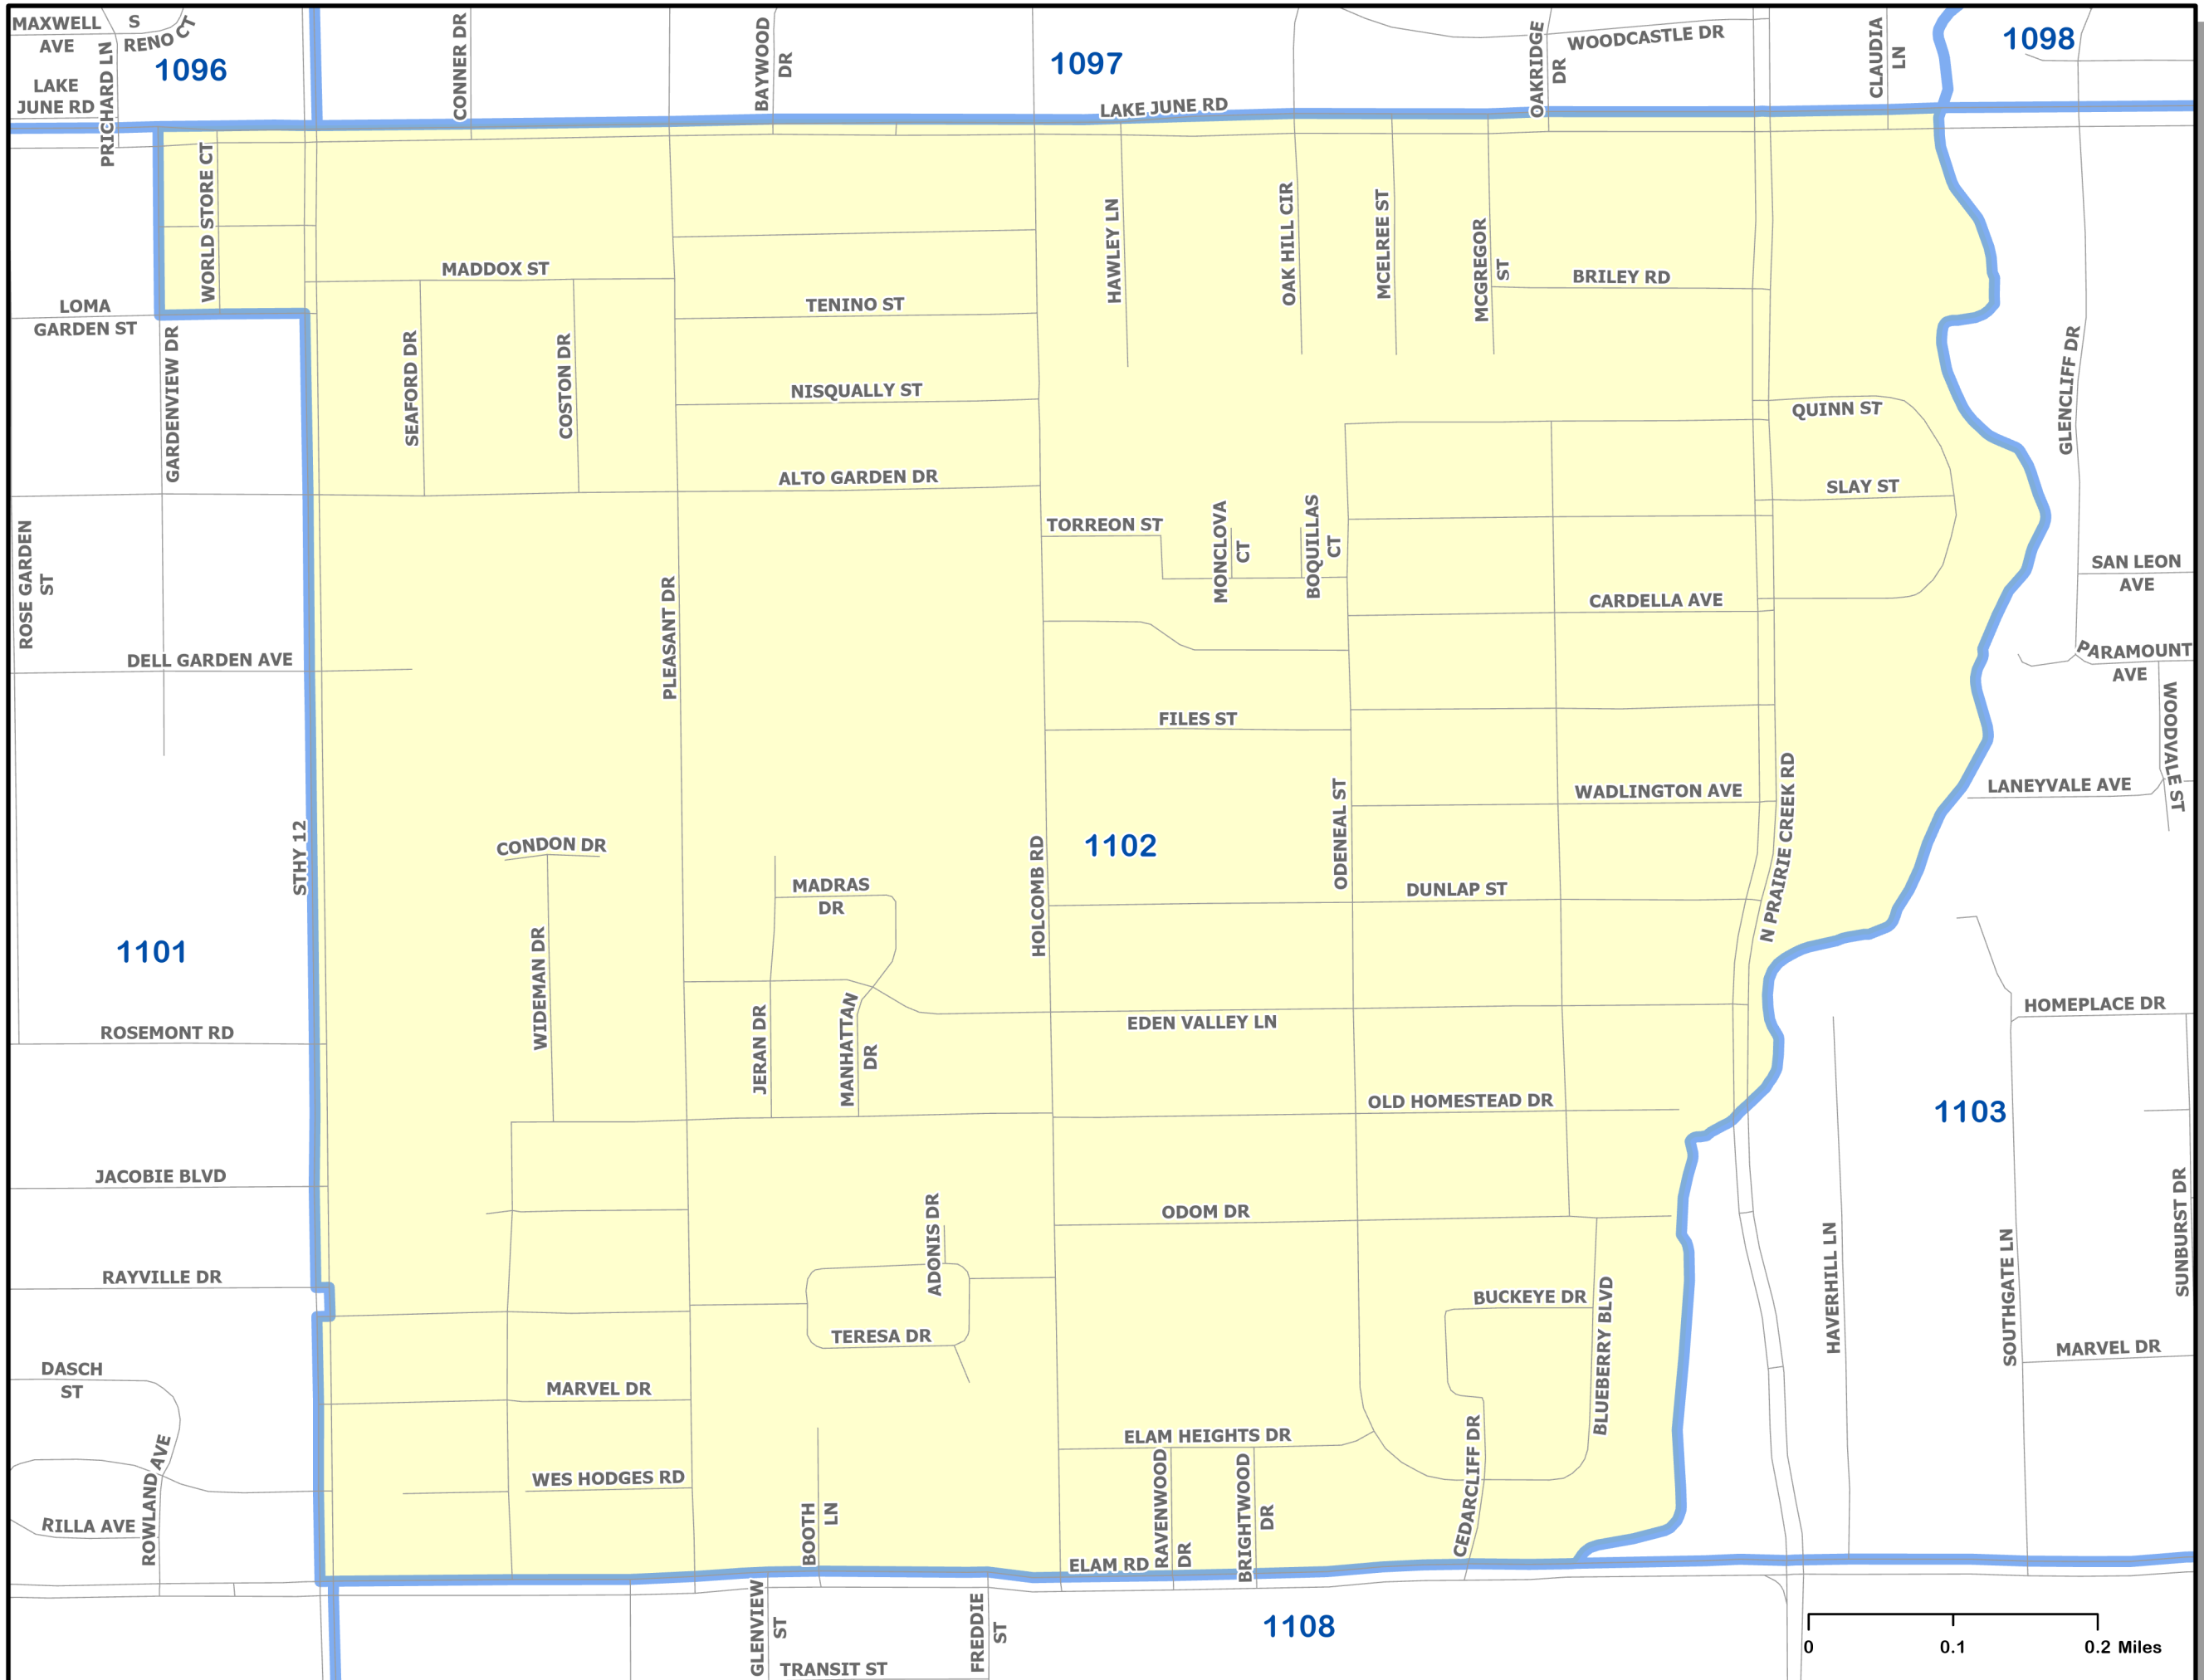 MAXWELL
AVE
S
RENO CT
PRICHARD LN
1096
LAKE
JUNE RD
CONNER DR
BAYWOOD
DR
1097
LAKE JUNE RD
OAKRIDGE
DR
WOODCASTLE DR
CLAUDIA
LN
1098
WORLD STORE CT
LOMA
GARDEN ST
GARDENVIEW DR
MADDOX ST
SEAFORD DR
COSTON DR
TENINO ST
NISQUALLY ST
ALTO GARDEN DR
HAWLEY LN
OAK HILL CIR
MCELREE ST
MCGREGOR
ST
BRILEY RD
QUINN ST
SLAY ST
GLENCLIFF DR
TORREON ST
MONCLOVA
CT
BOQUILLAS
CT
ROSE GARDEN
ST
SAN LEON
AVE
PARAMOUNT
AVE
WOODVALE ST
LANEYVALE AVE
DELL GARDEN AVE
PLEASANT DR
CARDELLA AVE
FILES ST
WADLINGTON AVE
N PRAIRIE CREEK RD
STHY 12
CONDON DR
WIDEMAN DR
MADRAS
DR
HOLCOMB RD
1102
ODENEAL ST
DUNLAP ST
1101
ROSEMONT RD
JERAN DR
MANHATTAN
DR
EDEN VALLEY LN
HOMEPLACE DR
OLD HOMESTEAD DR
1103
JACOBIE BLVD
RAYVILLE DR
ADONIS DR
TERESA DR
ODOM DR
BUCKEYE DR
BLUEBERRY BLVD
HAVERHILL LN
SOUTHGATE LN
SUNBURST DR
MARVEL DR
DASCH
ST
ROWLAND AVE
RILLA AVE
MARVEL DR
WES HODGES RD
BOOTH
LN
ELAM HEIGHTS DR
RAVENWOOD
DR
BRIGHTWOOD
DR
CEDARCLIFF DR
ELAM RD
GLENVIEW
ST
FREDDIE
ST
TRANSIT ST
1108
0 0.1 0.2 Miles